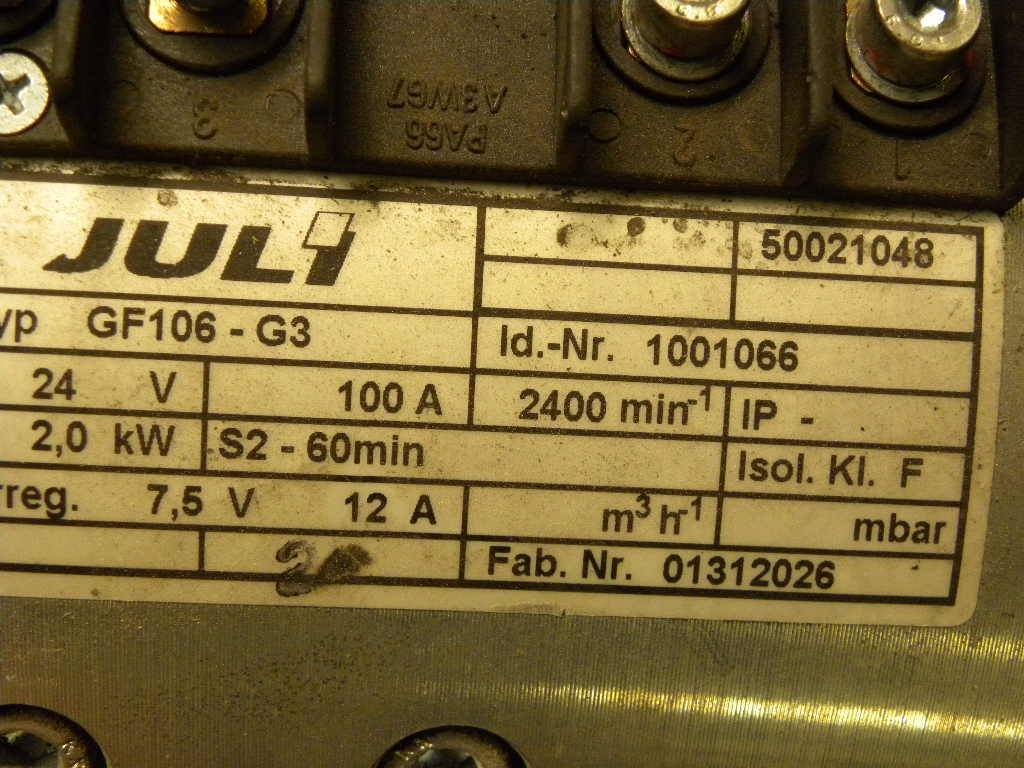 3
PA66
A3W67
2
1
JULI
50021048
yp GF106 - G3
Id.-Nr. 1001066
24 V 100 A 2400 min-1 IP -
2,0 kW S2 - 60min Isol. Kl. F
rreg. 7,5 V 12 A m3 h-1 mbar
2
Fab. Nr. 01312026